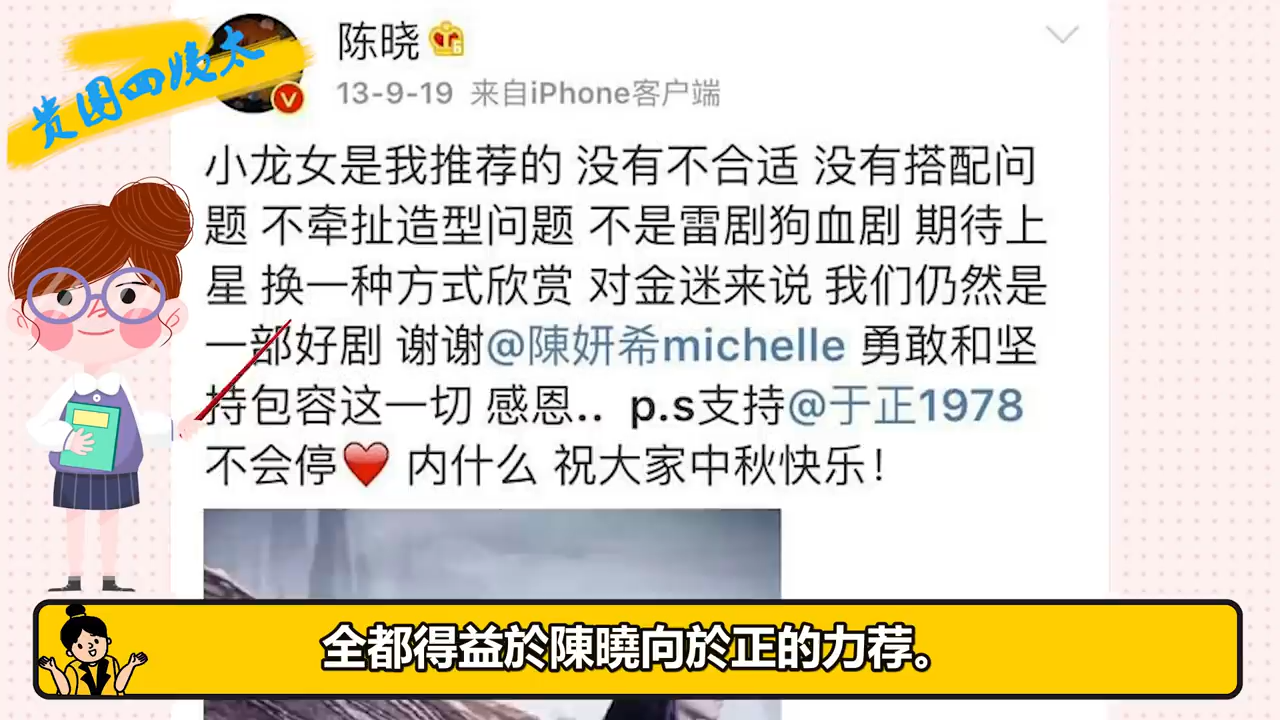 贵圈四姨太
陈晓
13-9-19 来自iPhone客户端
小龙女是我推荐的 没有不合适 没有搭配问
题 不牵扯造型问题 不是雷剧狗血剧 期待上
星 换一种方式欣赏 对金迷来说 我们仍然是
一部好剧 谢谢@陳妍希michelle 勇敢和坚
持包容这一切 感恩.. p.s支持@于正1978
不会停❤ 内什么 祝大家中秋快乐！
全都得益於陳曉向於正的力荐。